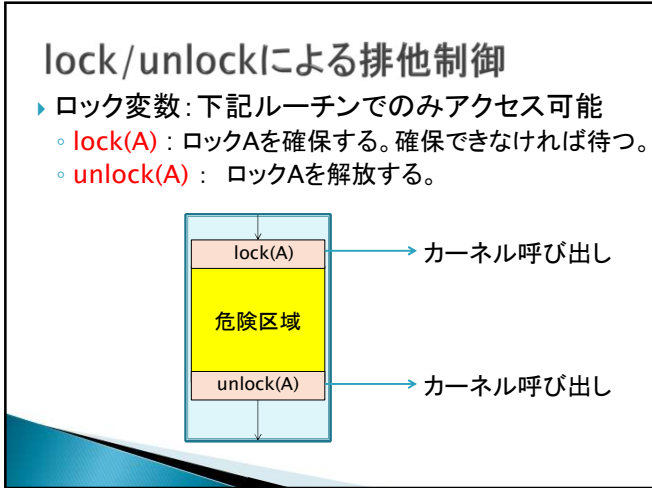 lock/unlockによる排他制御
ロック変数：下記ルーチンでのみアクセス可能
lock(A) : ロックAを確保する。確保できなければ待つ。
unlock(A) : ロックAを解放する。
lock(A)
カーネル呼び出し
危険区域
unlock(A)
カーネル呼び出し